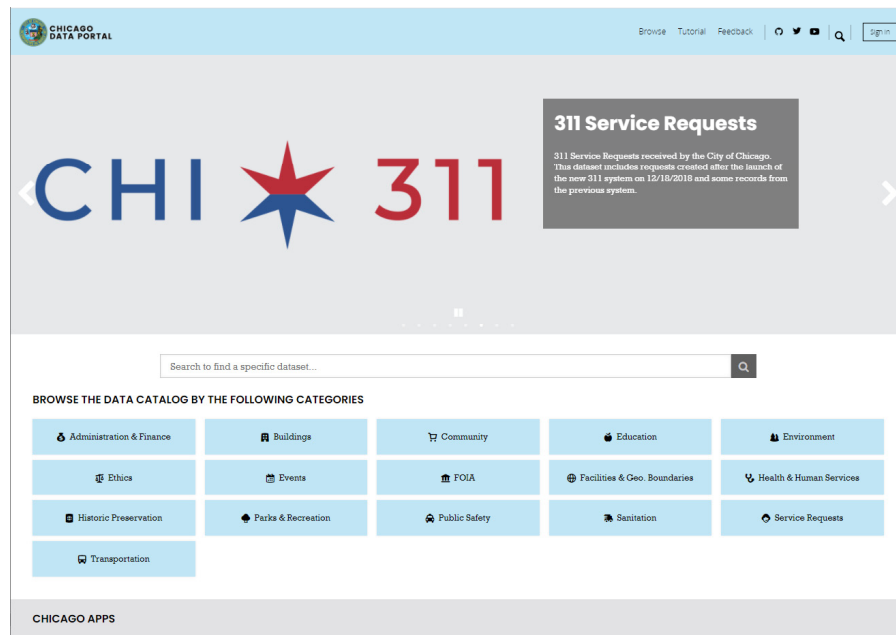 CHICAGO
DATA PORTAL
Browse Tutorial Feedback
Sign in
CHI 311
311 Service Requests
311 Service Requests received by the City of Chicago.
This dataset includes requests created after the launch of
the new 311 system on 12/18/2018 and some records from
the previous system.
Search to find a specific dataset...
BROWSE THE DATA CATALOG BY THE FOLLOWING CATEGORIES
Administration & Finance
Buildings
Community
Education
Environment
Ethics
Events
FOIA
Facilities & Geo. Boundaries
Health & Human Services
Historic Preservation
Parks & Recreation
Public Safety
Sanitation
Service Requests
Transportation
CHICAGO APPS